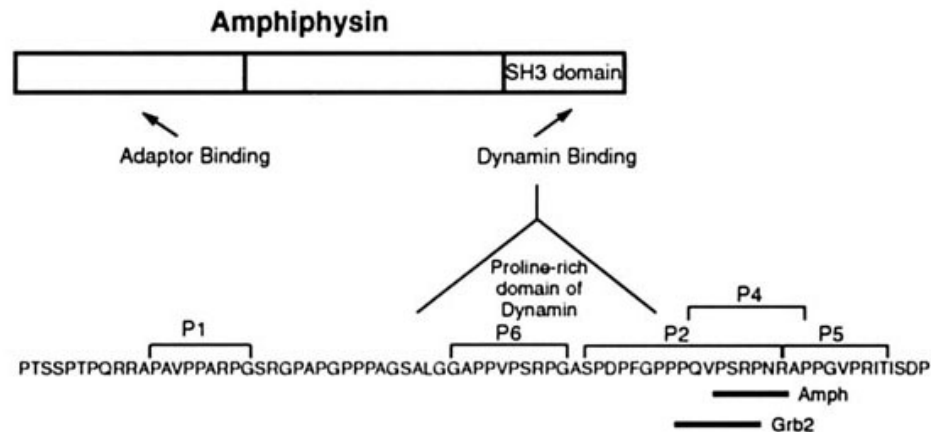 Amphiphysin
SH3 domain
Adaptor Binding
Dynamin Binding
Proline-rich
domain of
Dynamin
P4
P1
P6
P2
P5
PTSSPTPQRRAPAVPPARPGSRGPAPGPPPAGSALGGAPPVPSRPGASPDPFGPPPQVPSRPNRAPPGVPRITISDP
Amph
Grb2